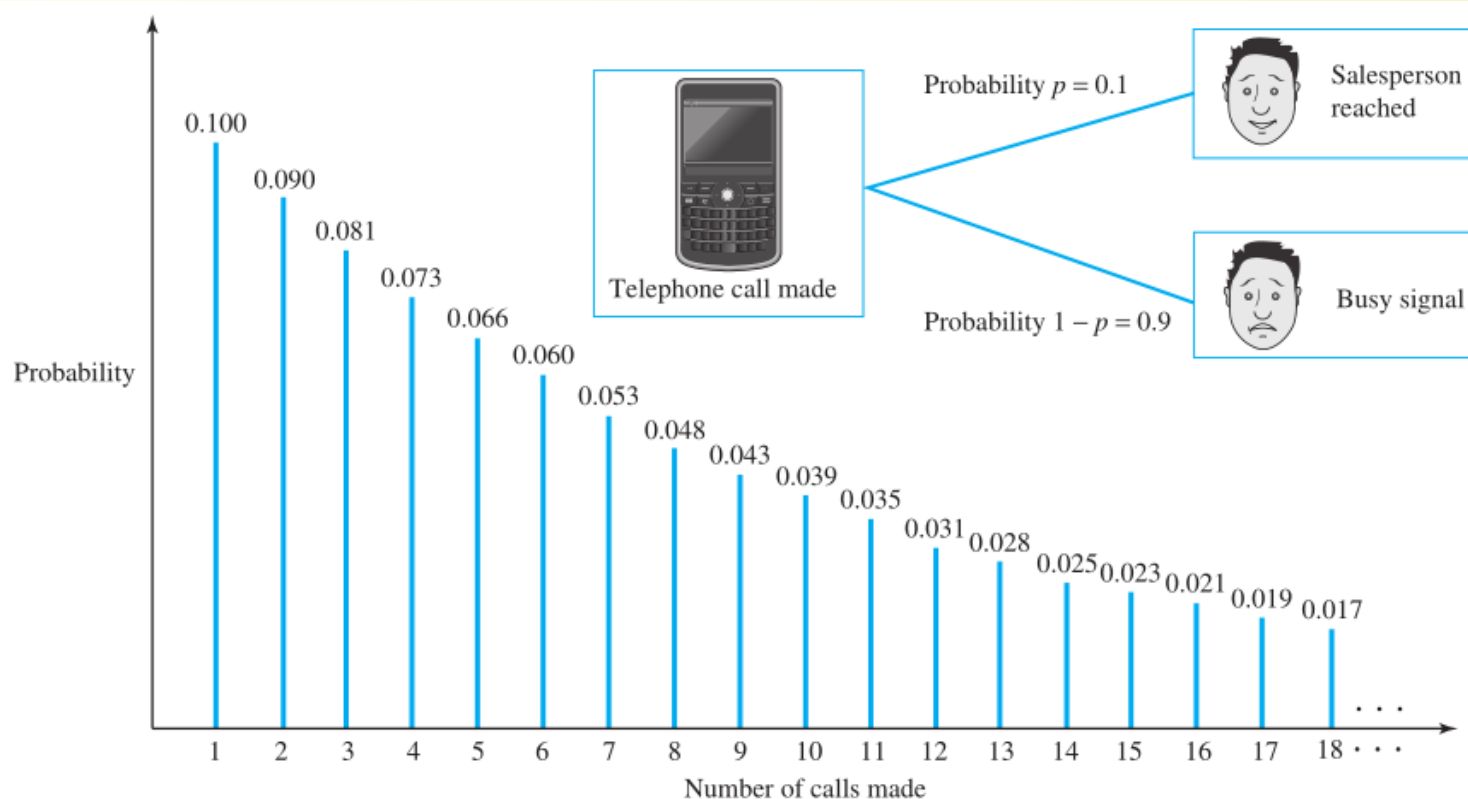 Probability p = 0.1
Salesperson
reached
Telephone call made
Probability 1 − p = 0.9
Busy signal
Probability
0.100
0.090
0.081
0.073
0.066
0.060
0.053
0.048
0.043
0.039
0.035
0.031
0.028
0.025
0.023
0.021
0.019
0.017
. . .
1 2 3 4 5 6 7 8 9 10 11 12 13 14 15 16 17 18 . . .
Number of calls made